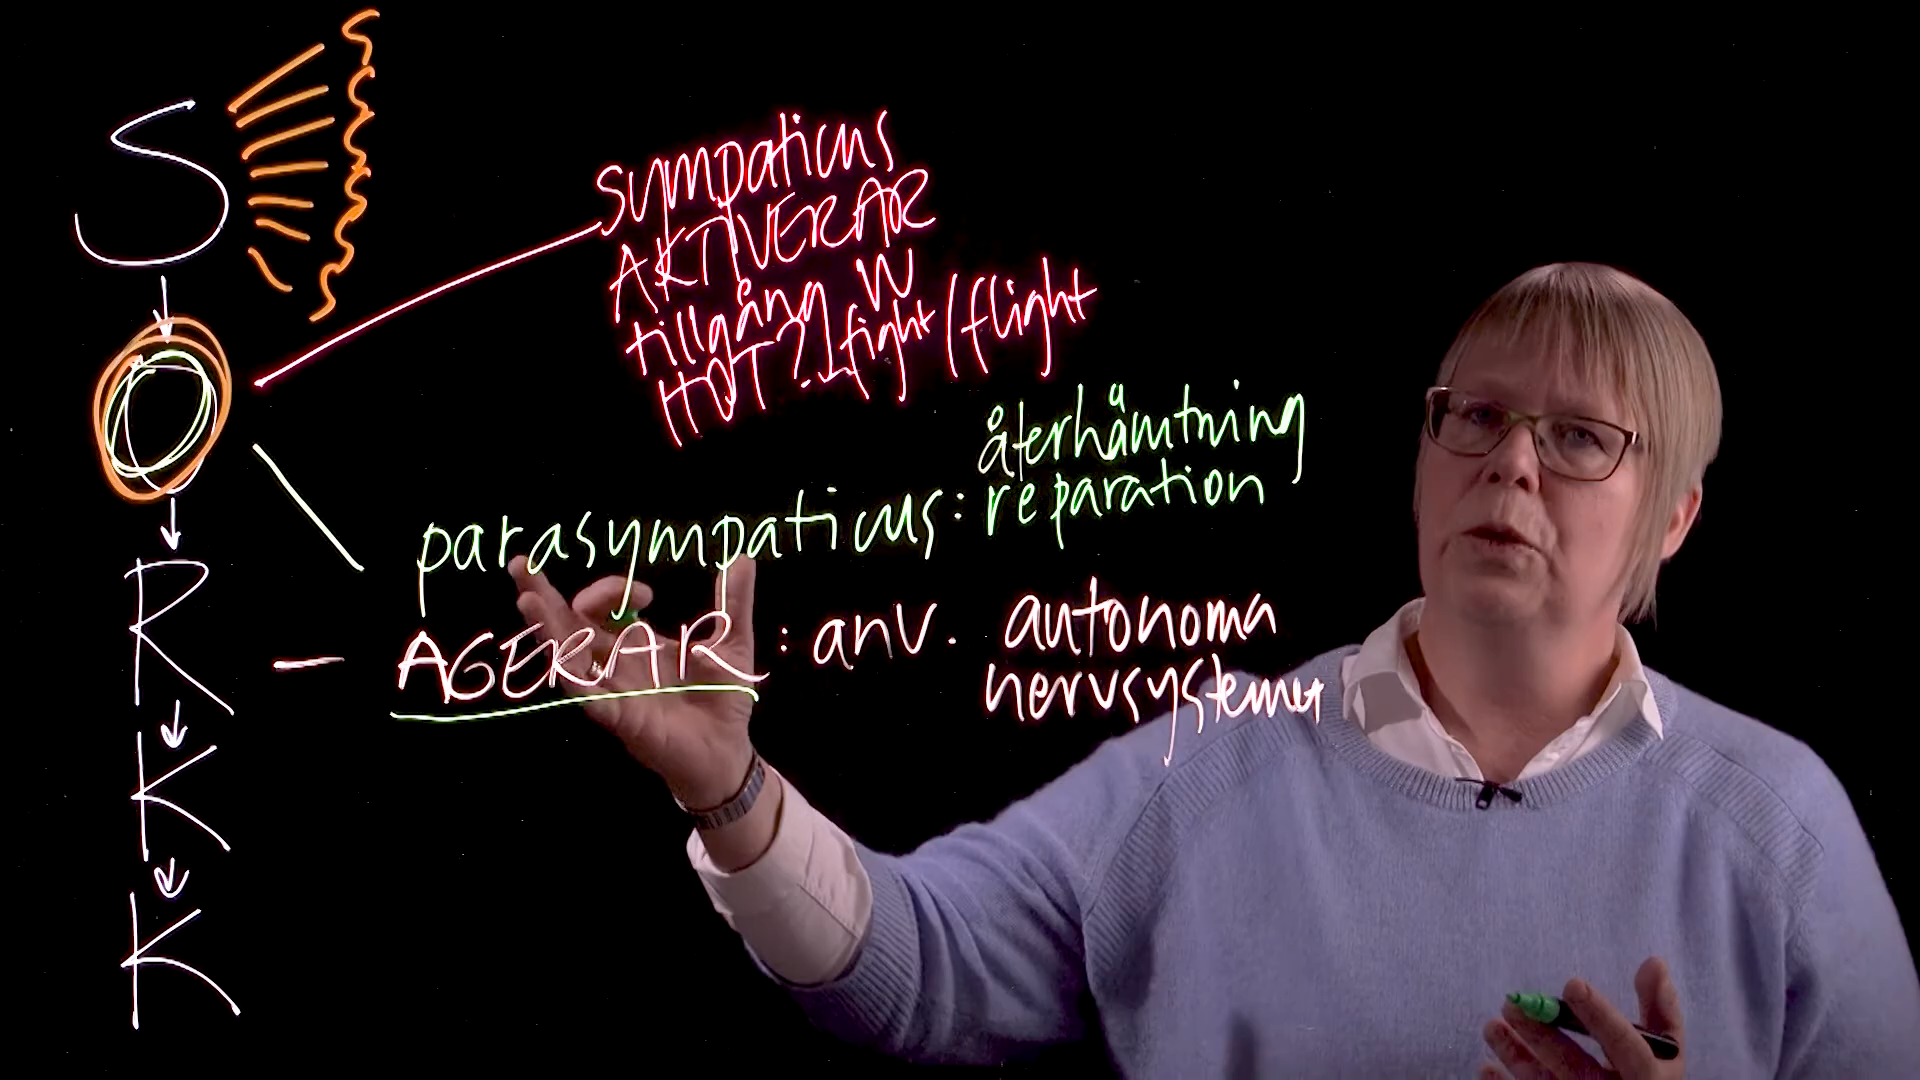 S
O
R
K
K
sympaticus
AKTIVERAR
tillgång
HOT?! fight/flight
återhämtning
parasympaticus: reparation
AGERAR : anv. autonoma
nervsystemet